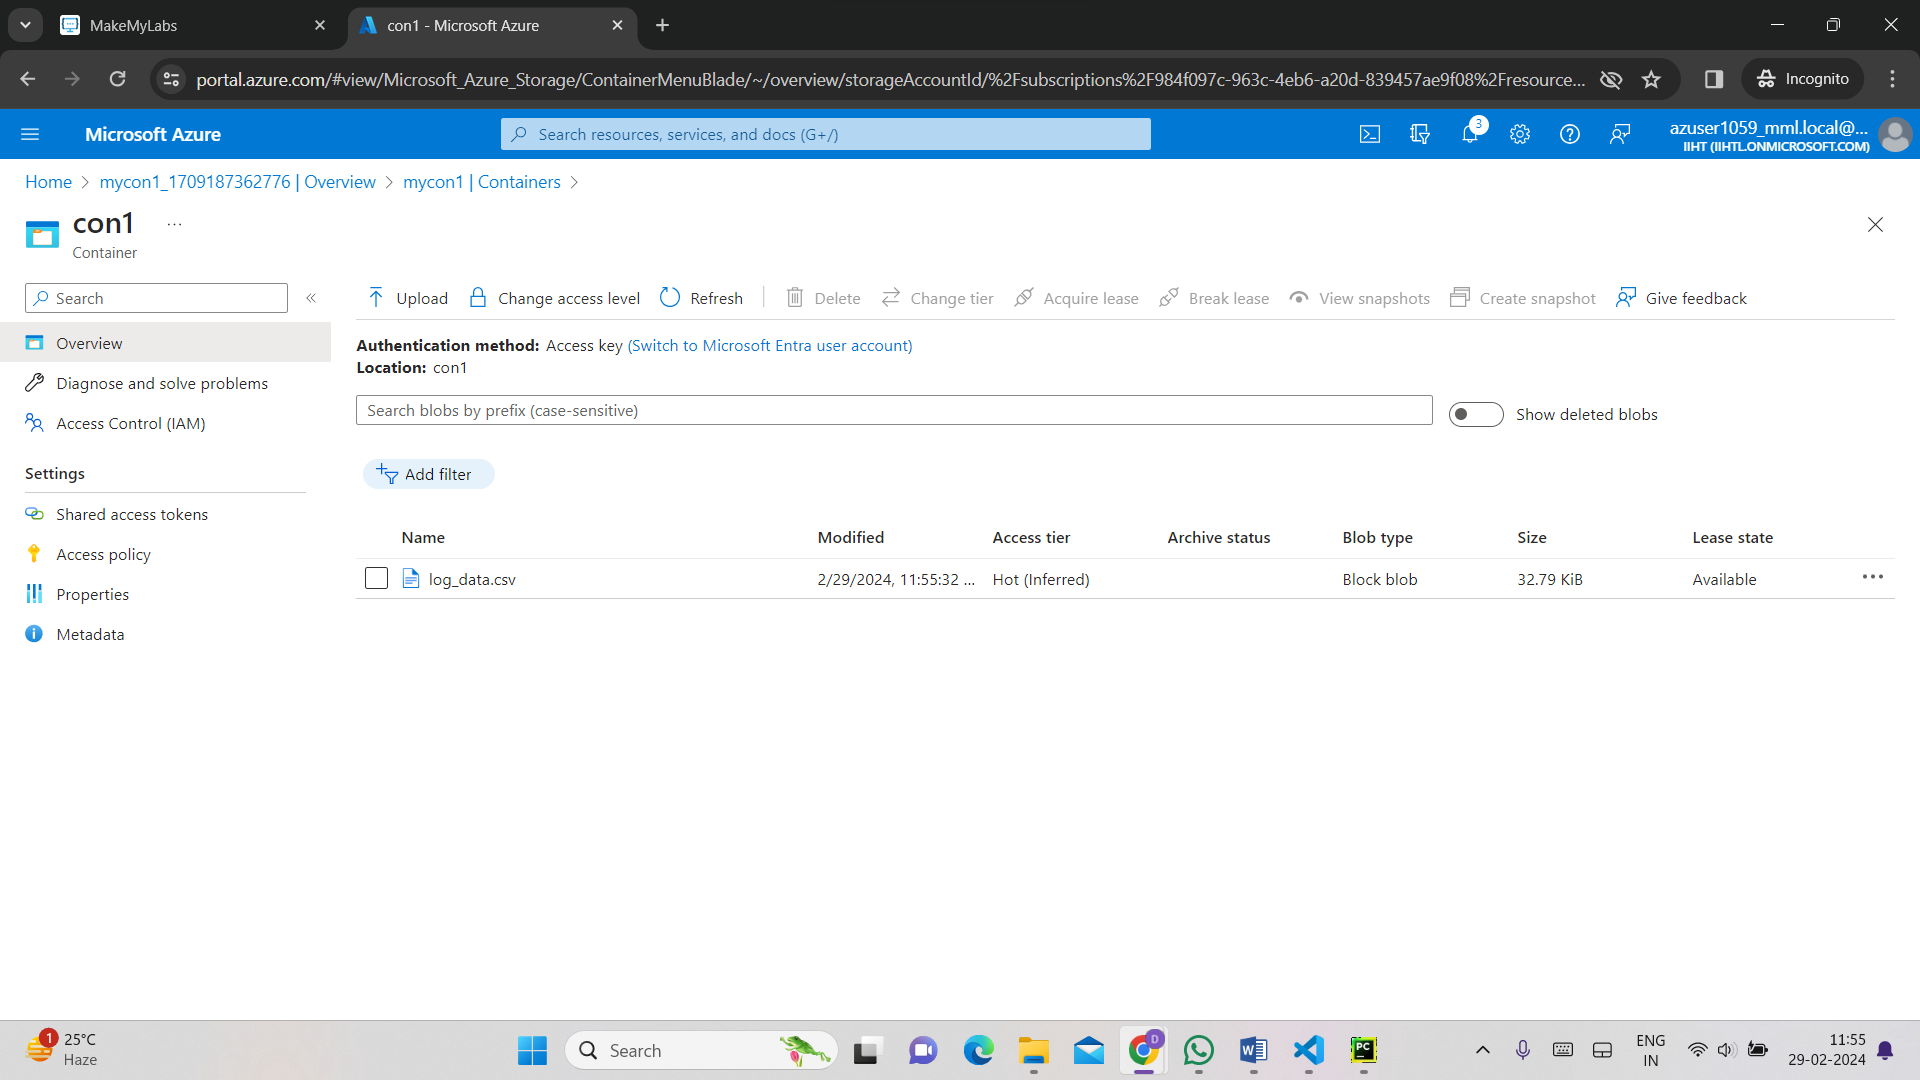 MakeMyLabs
con1 - Microsoft Azure
portal.azure.com/#view/Microsoft_Azure_Storage/ContainerMenuBlade/~/overview/storageAccountId/%2Fsubscriptions%2F984f097c-963c-4eb6-a20d-839457ae9f08%2Fresource...
Incognito
Microsoft Azure
Search resources, services, and docs (G+/)
3
azuser1059_mml.local@...
IIHT (IIHTL.ONMICROSOFT.COM)
Home > mycon1_1709187362776 | Overview > mycon1 | Containers >
con1 ...
Container
Search «
Upload Change access level Refresh Delete Change tier Acquire lease Break lease View snapshots Create snapshot Give feedback
Overview
Diagnose and solve problems
Access Control (IAM)
Settings
Shared access tokens
Access policy
Properties
Metadata
Authentication method: Access key (Switch to Microsoft Entra user account)
Location: con1
Search blobs by prefix (case-sensitive)
Show deleted blobs
Add filter
Name Modified Access tier Archive status Blob type Size Lease state
log_data.csv 2/29/2024, 11:55:32 ... Hot (Inferred) Block blob 32.79 KiB Available ...
1
25°C
Haze
Search
D
PC
ENG
IN
11:55
29-02-2024